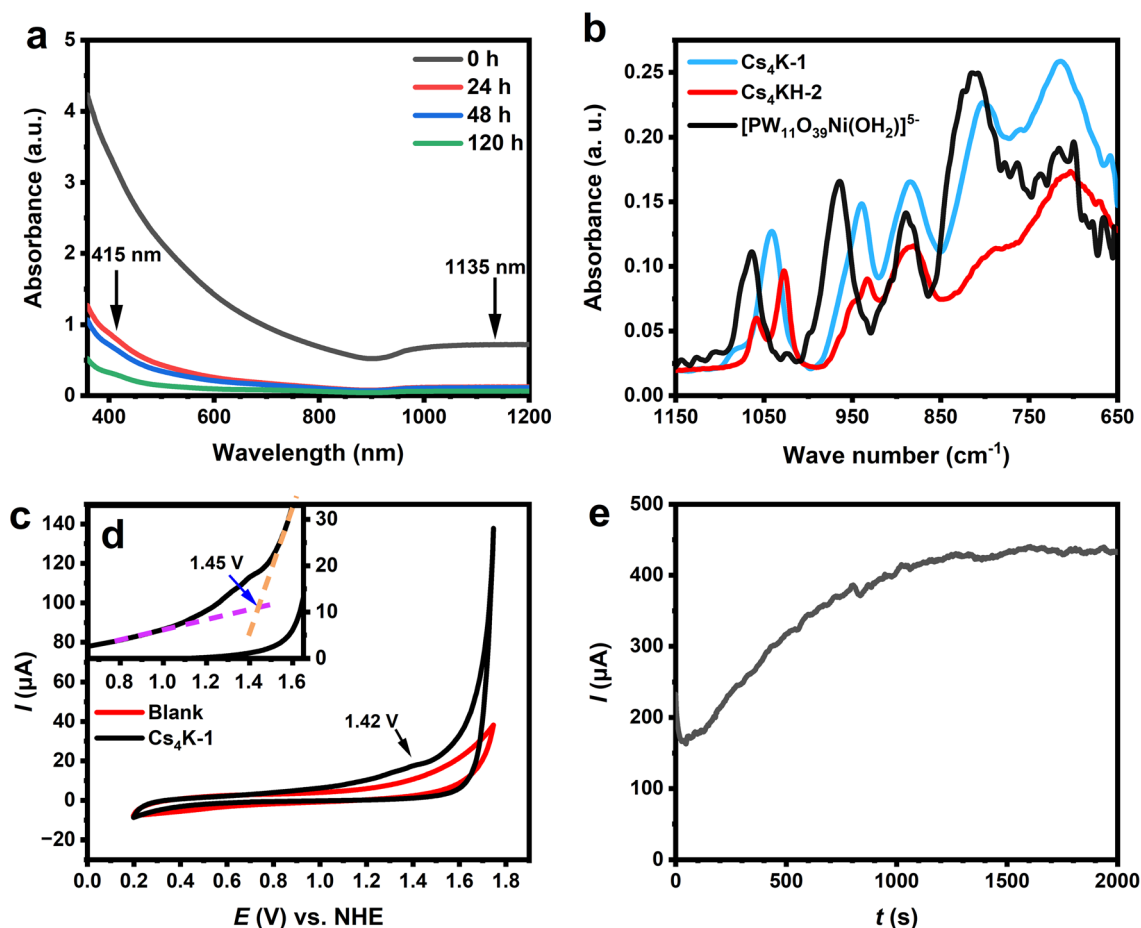 a
5
4
3
2
1
0
Absorbance (a.u.)
0 h
24 h
48 h
120 h
415 nm
1135 nm
400 600 800 1000 1200
Wavelength (nm)
b
0.25
0.20
0.15
0.10
0.05
0.00
Absorbance (a. u.)
Cs₄K-1
Cs₄KH-2
[PW₁₁O₃₉Ni(OH₂)]⁵⁻
1150 1050 950 850 750 650
Wave number (cm⁻¹)
c
140
120
100
80
60
40
20
0
−20
I (μA)
d
1.45 V
30
20
10
0
0.8 1.0 1.2 1.4 1.6
Blank
Cs₄K-1
1.42 V
0.0 0.2 0.4 0.6 0.8 1.0 1.2 1.4 1.6 1.8
E (V) vs. NHE
e
500
400
300
200
100
0
I (μA)
0 500 1000 1500 2000
t (s)